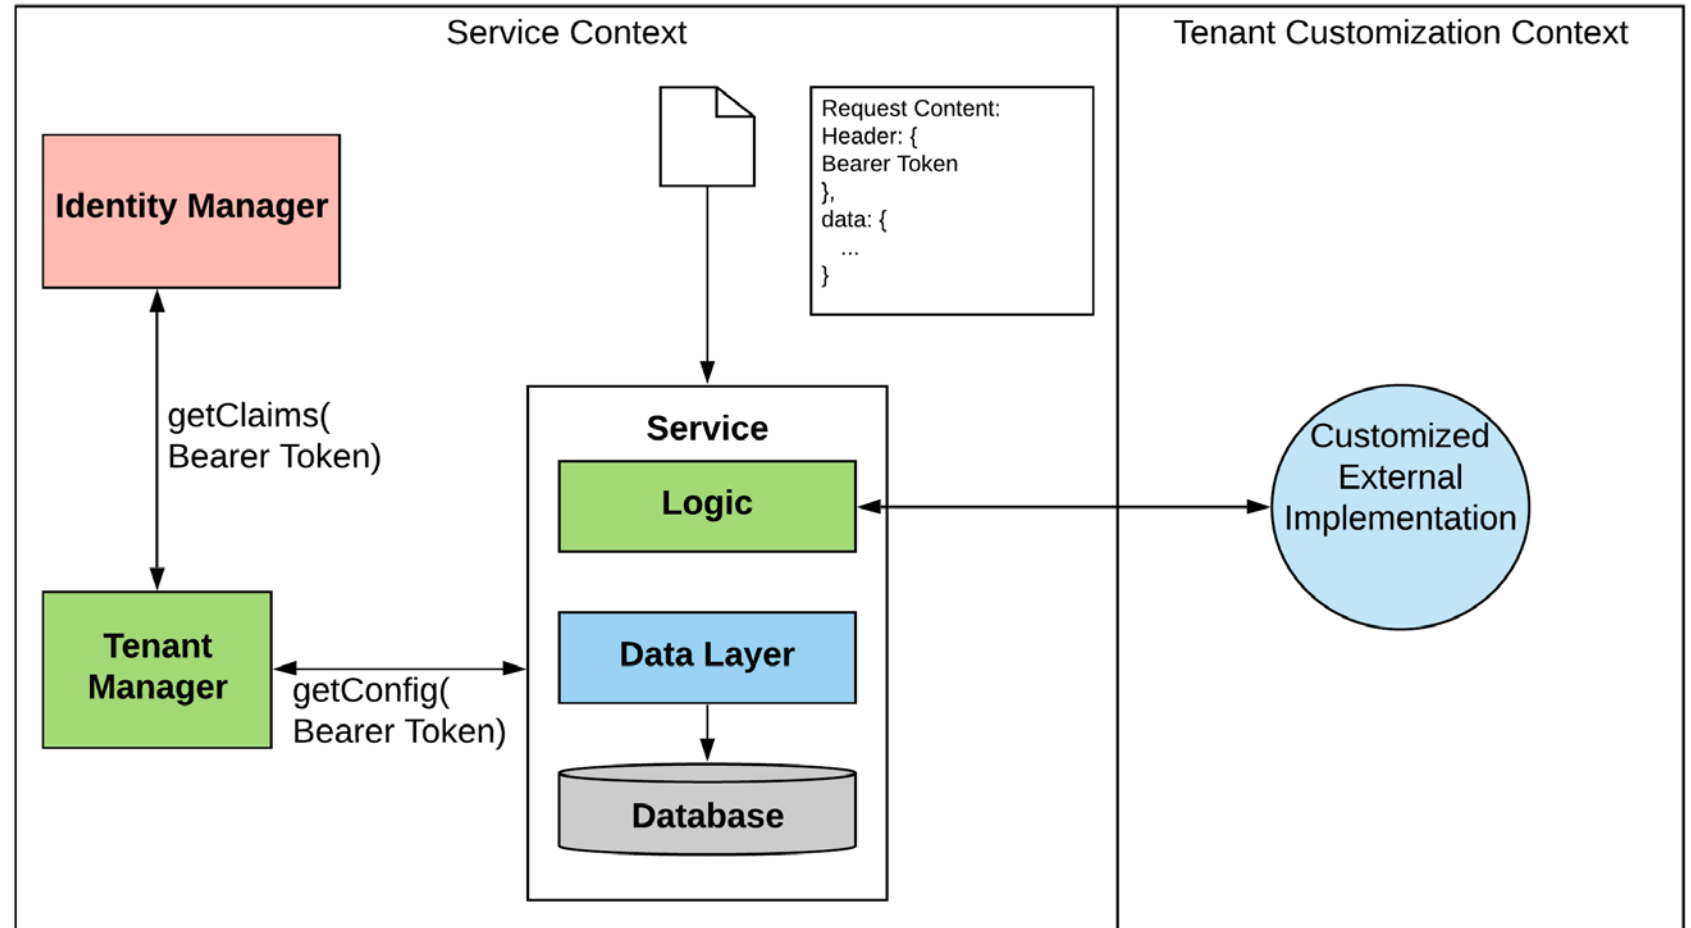 Service Context
Tenant Customization Context
Request Content:
Header: {
Bearer Token
},
data: {
...
}
Identity Manager
getClaims(
Bearer Token)
Service
Logic
Customized
External
Implementation
Tenant
Manager
getConfig(
Bearer Token)
Data Layer
Database